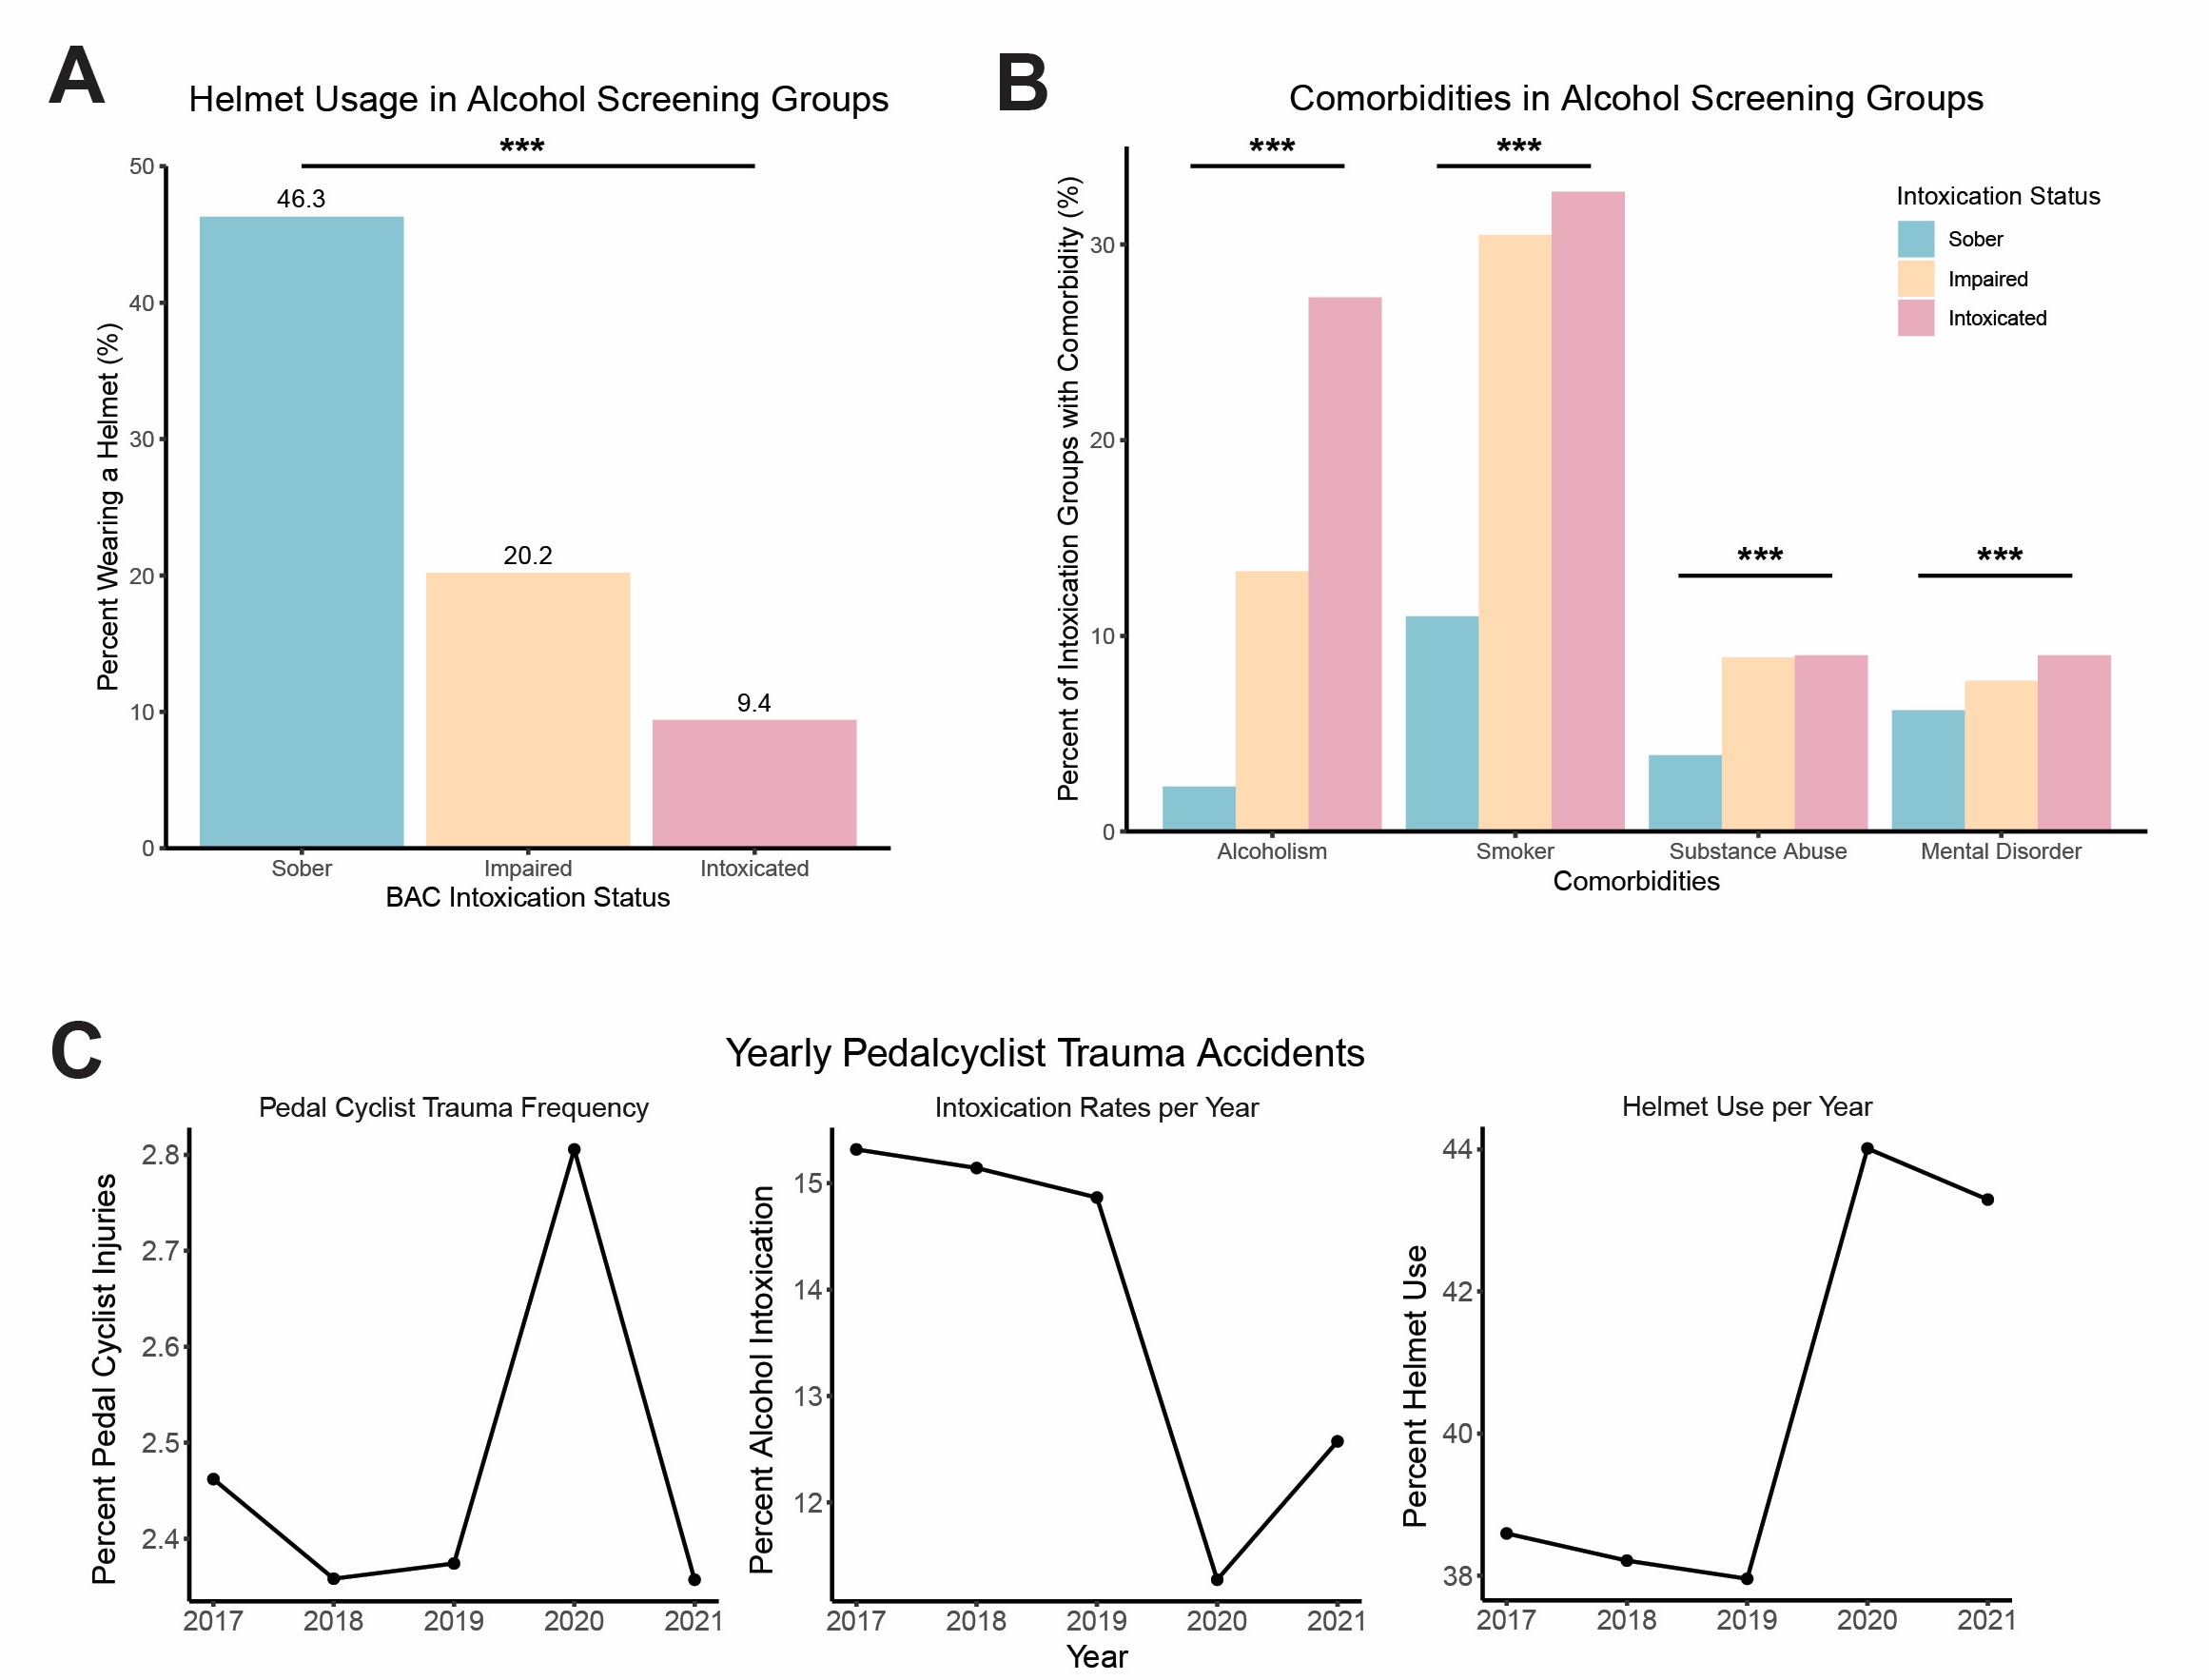 A
Helmet Usage in Alcohol Screening Groups
***
50
40
30
20
10
0
46.3
20.2
9.4
Percent Wearing a Helmet (%)
Sober
Impaired
Intoxicated
BAC Intoxication Status
B
Comorbidities in Alcohol Screening Groups
***
***
***
***
30
20
10
0
Percent of Intoxication Groups with Comorbidity (%)
Intoxication Status
Sober
Impaired
Intoxicated
Alcoholism
Smoker
Substance Abuse
Mental Disorder
Comorbidities
C
Yearly Pedalcyclist Trauma Accidents
Pedal Cyclist Trauma Frequency
Percent Pedal Cyclist Injuries
2.8
2.7
2.6
2.5
2.4
2017 2018 2019 2020 2021
Intoxication Rates per Year
Percent Alcohol Intoxication
15
14
13
12
2017 2018 2019 2020 2021
Year
Helmet Use per Year
Percent Helmet Use
44
42
40
38
2017 2018 2019 2020 2021